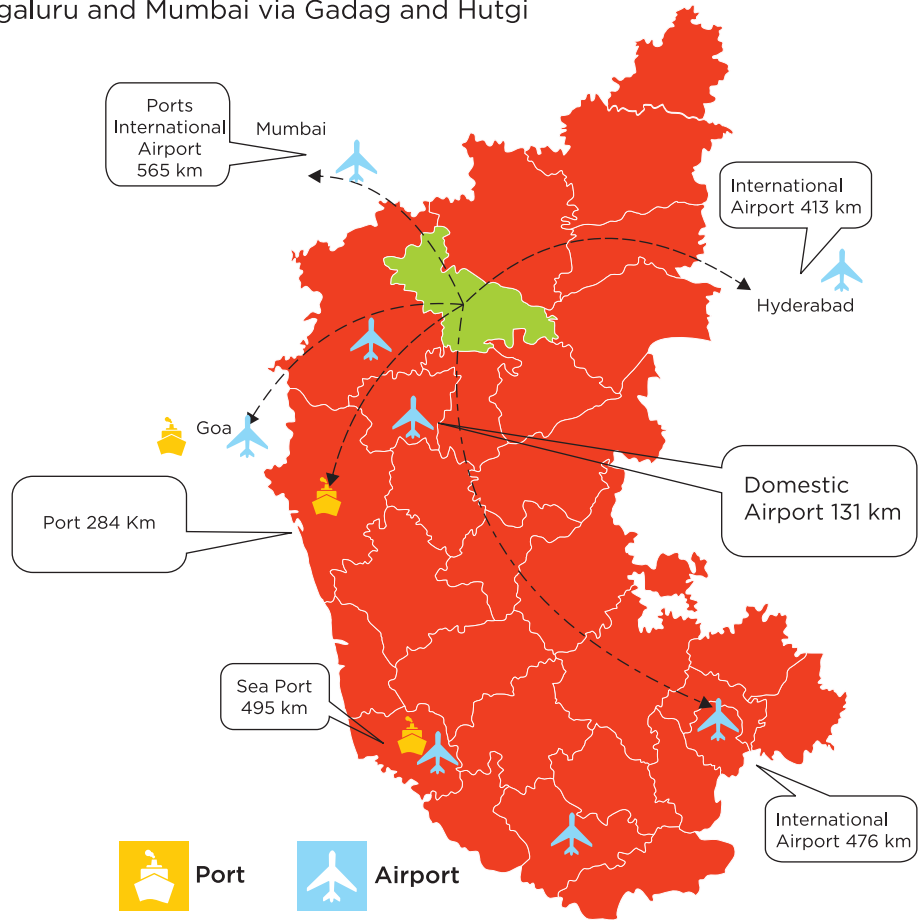 galuru and Mumbai via Gadag and Hutgi
Ports
International
Airport
565 km
Mumbai
International
Airport 413 km
Hyderabad
Goa
Domestic
Airport 131 km
Port 284 Km
Sea Port
495 km
International
Airport 476 km
Port
Airport